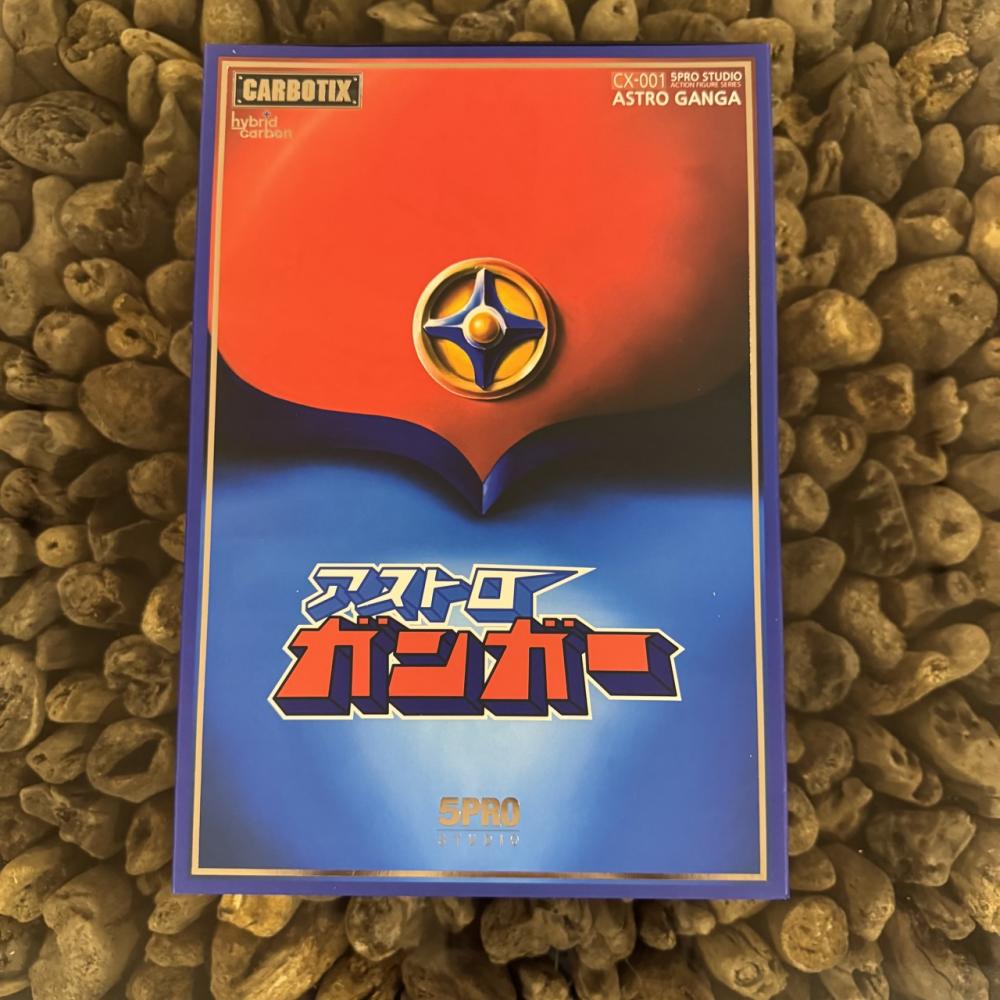 CARBOTIX
hybrid
carbon
CX-001 5PRO STUDIO
ACTION FIGURE SERIES
ASTRO GANGA
アストロ
ガンガー
5PRO
STUDIO